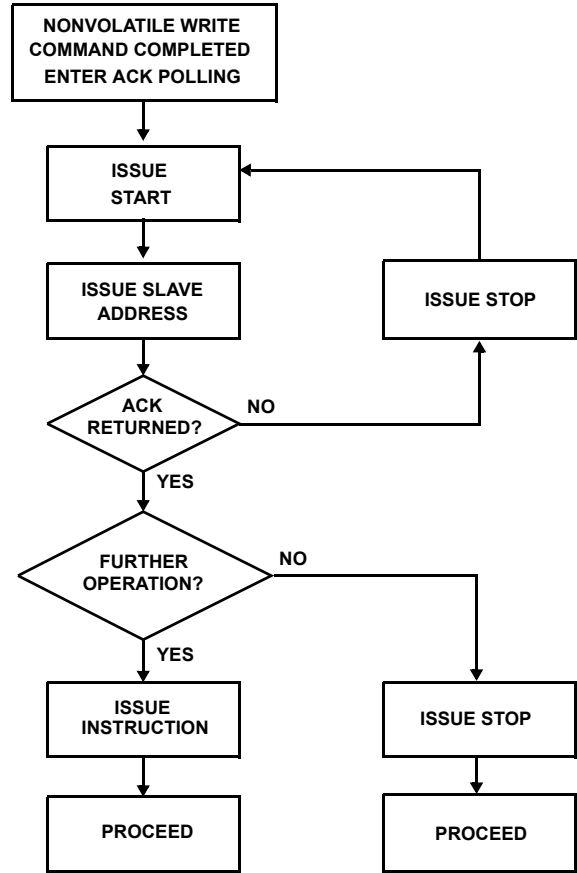 NONVOLATILE WRITE
COMMAND COMPLETED
ENTER ACK POLLING
ISSUE
START
ISSUE SLAVE
ADDRESS
ISSUE STOP
ACK
RETURNED?
NO
YES
FURTHER
OPERATION?
NO
YES
ISSUE
INSTRUCTION
ISSUE STOP
PROCEED
PROCEED